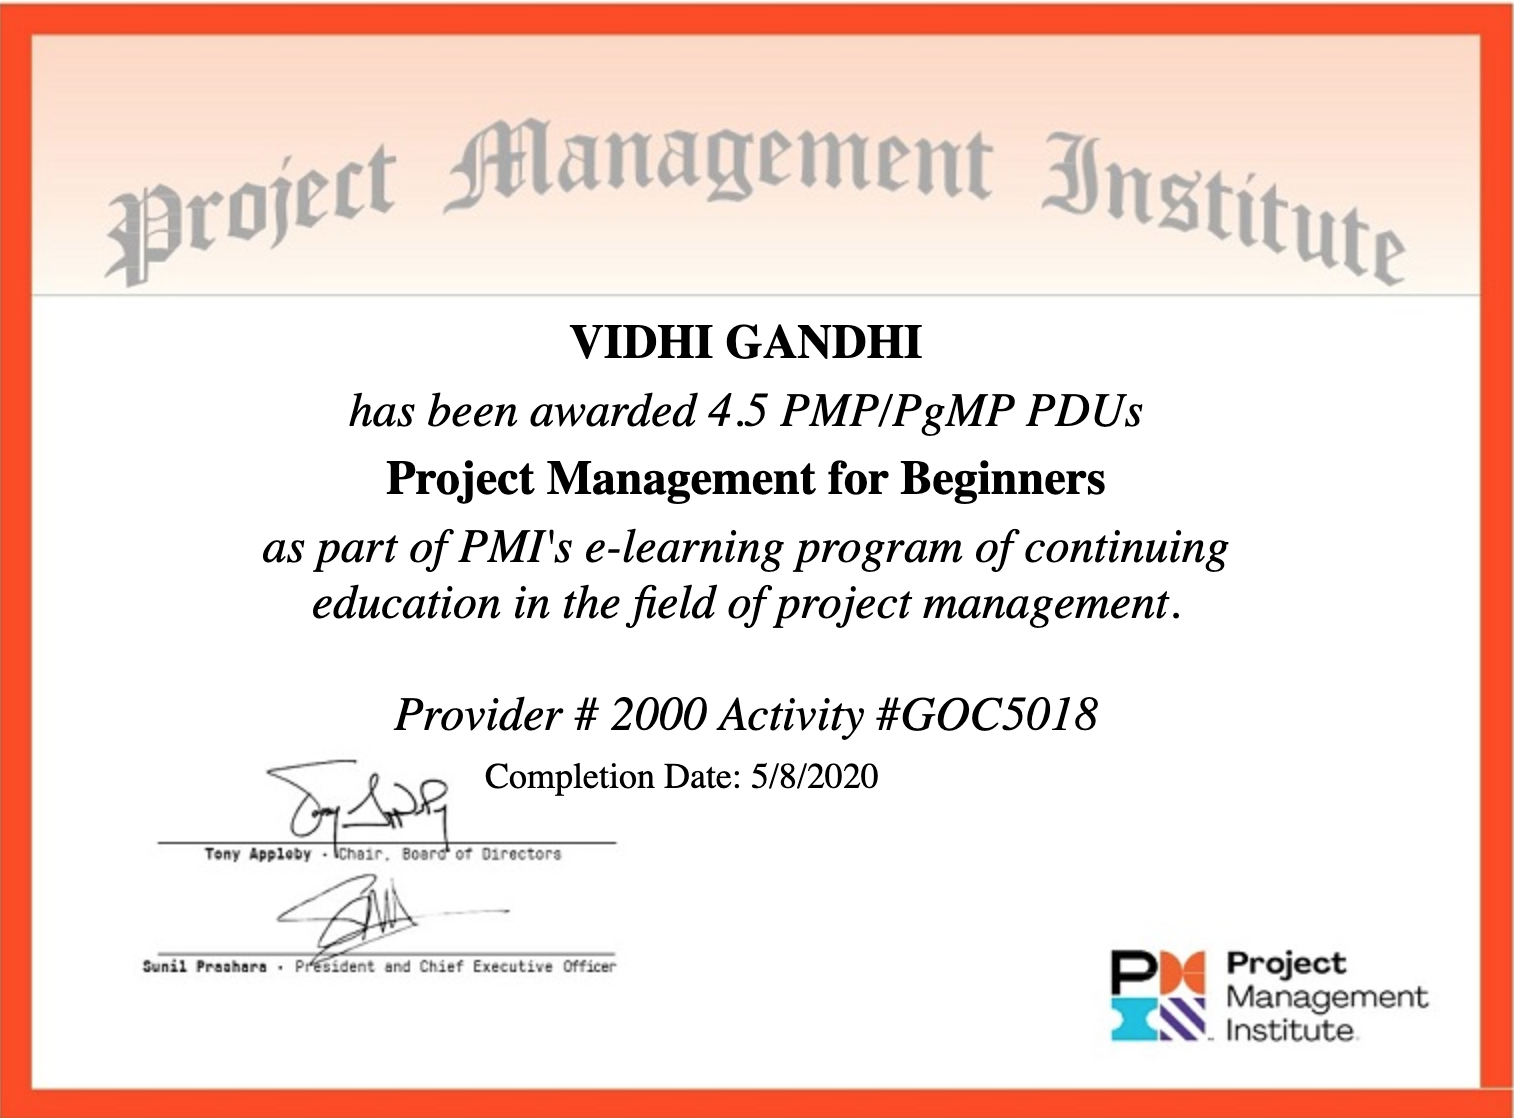 Project Management Institute
VIDHI GANDHI
has been awarded 4.5 PMP/PgMP PDUs
Project Management for Beginners
as part of PMI's e-learning program of continuing
education in the field of project management.
Provider # 2000 Activity #GOC5018
Completion Date: 5/8/2020
Tony Appleby - Chair, Board of Directors
Sunil Prashara - President and Chief Executive Officer
Project
Management
Institute.